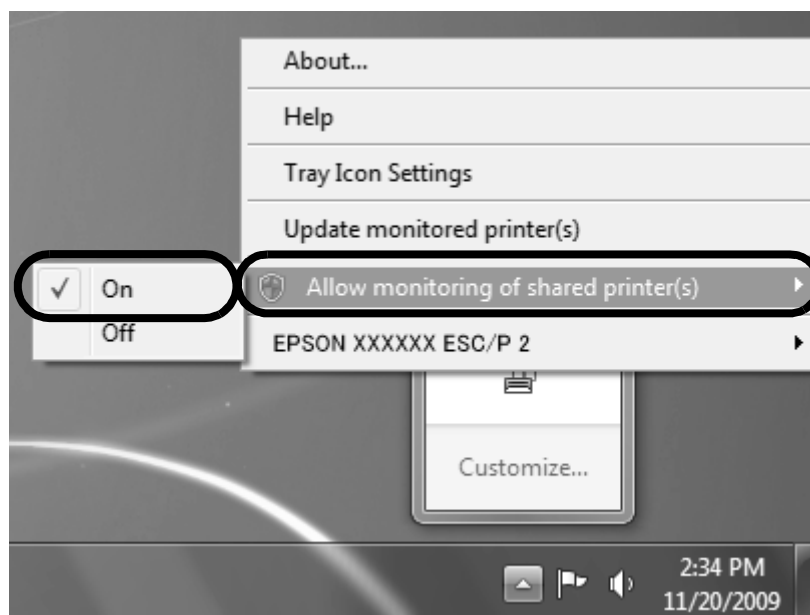 About...
Help
Tray Icon Settings
Update monitored printer(s)
On
Allow monitoring of shared printer(s)
Off
EPSON XXXXXX ESC/P 2
Customize...
2:34 PM
11/20/2009